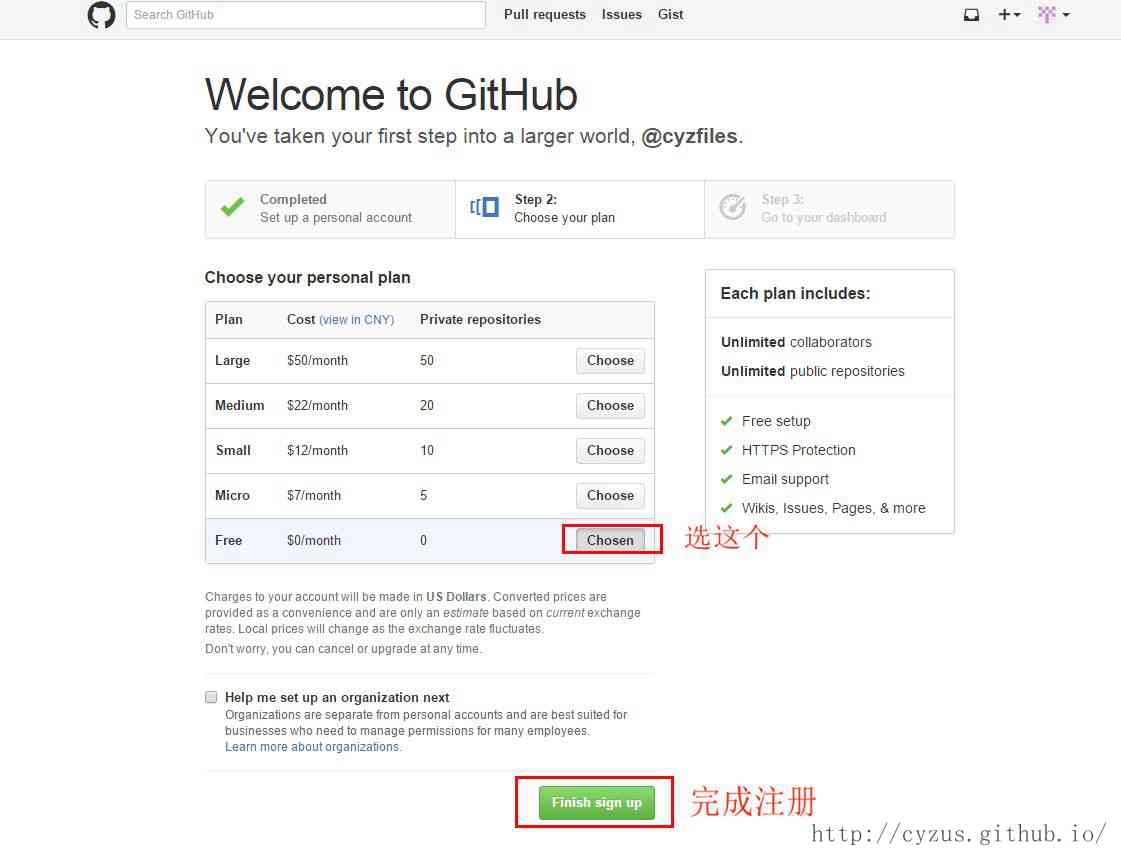 Search GitHub Pull requests Issues Gist
Welcome to GitHub
You've taken your first step into a larger world, @cyzfiles.
Completed
Set up a personal account
Step 2:
Choose your plan
Step 3:
Go to your dashboard
Choose your personal plan
Plan Cost (view in CNY) Private repositories
Large $50/month 50 Choose
Medium $22/month 20 Choose
Small $12/month 10 Choose
Micro $7/month 5 Choose
Free $0/month 0 Chosen 选这个
Each plan includes:
Unlimited collaborators
Unlimited public repositories
Free setup
HTTPS Protection
Email support
Wikis, Issues, Pages, & more
Charges to your account will be made in US Dollars. Converted prices are
provided as a convenience and are only an estimate based on current exchange
rates. Local prices will change as the exchange rate fluctuates.
Don't worry, you can cancel or upgrade at any time.
Help me set up an organization next
Organizations are separate from personal accounts and are best suited for
businesses who need to manage permissions for many employees.
Learn more about organizations.
Finish sign up 完成注册
http://cyzus.github.io/